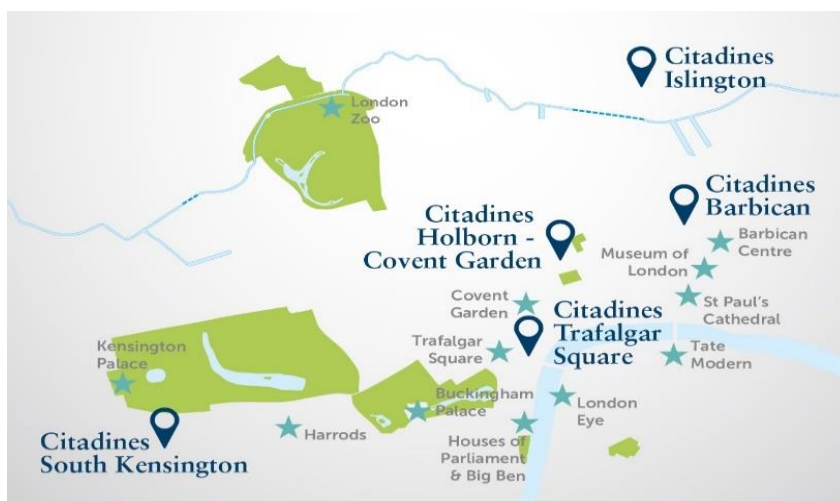 Citadines
Islington
London
Zoo
Citadines
Barbican
Citadines
Holborn -
Covent Garden
Barbican
Centre
Museum of
London
St Paul's
Cathedral
Covent
Garden
Citadines
Trafalgar
Square
Trafalgar
Square
Tate
Modern
Kensington
Palace
Buckingham
Palace
London
Eye
Harrods
Houses of
Parliament
& Big Ben
Citadines
South Kensington